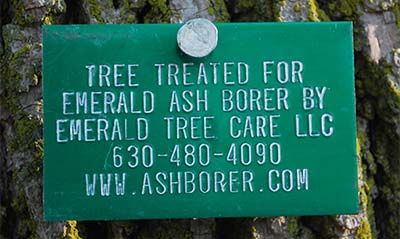 TREE TREATED FOR
EMERALD ASH BORER BY
EMERALD TREE CARE LLC
630-480-4090
WWW.ASHBORER.COM